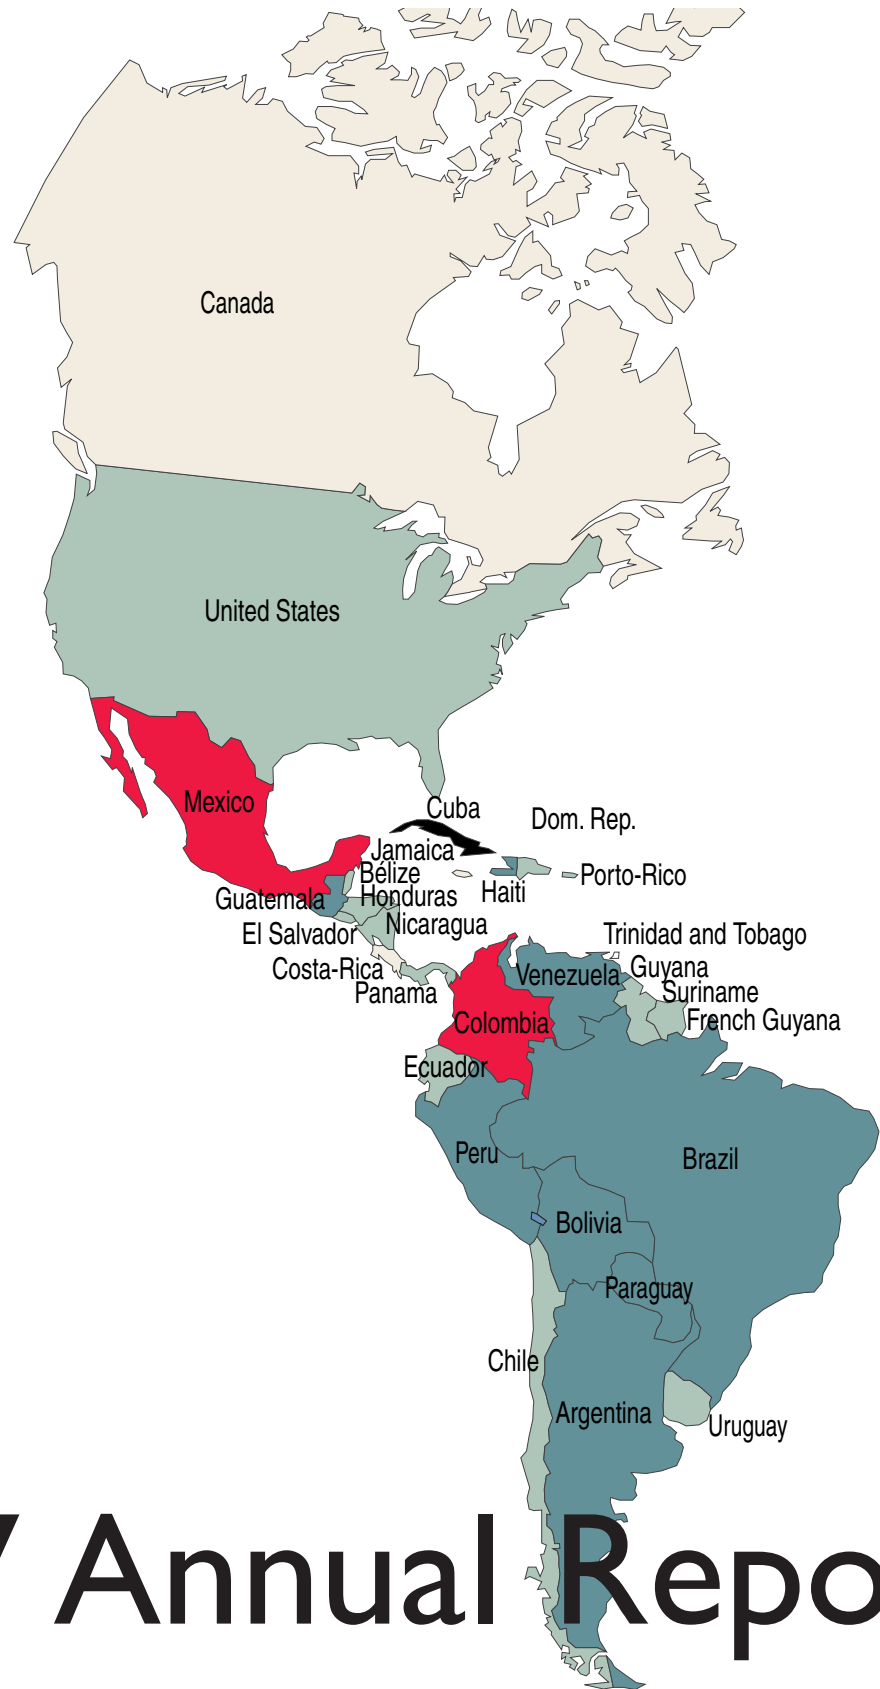 Canada
United States
Mexico
Cuba
Dom. Rep.
Jamaica
Bélize
Porto-Rico
Haiti
Honduras
Guatemala
Nicaragua
El Salvador
Trinidad and Tobago
Costa-Rica
Guyana
Venezuela
Panama
Suriname
French Guyana
Colombia
Ecuador
Peru
Brazil
Bolivia
Paraguay
Chile
Argentina
Uruguay
Annual Repo